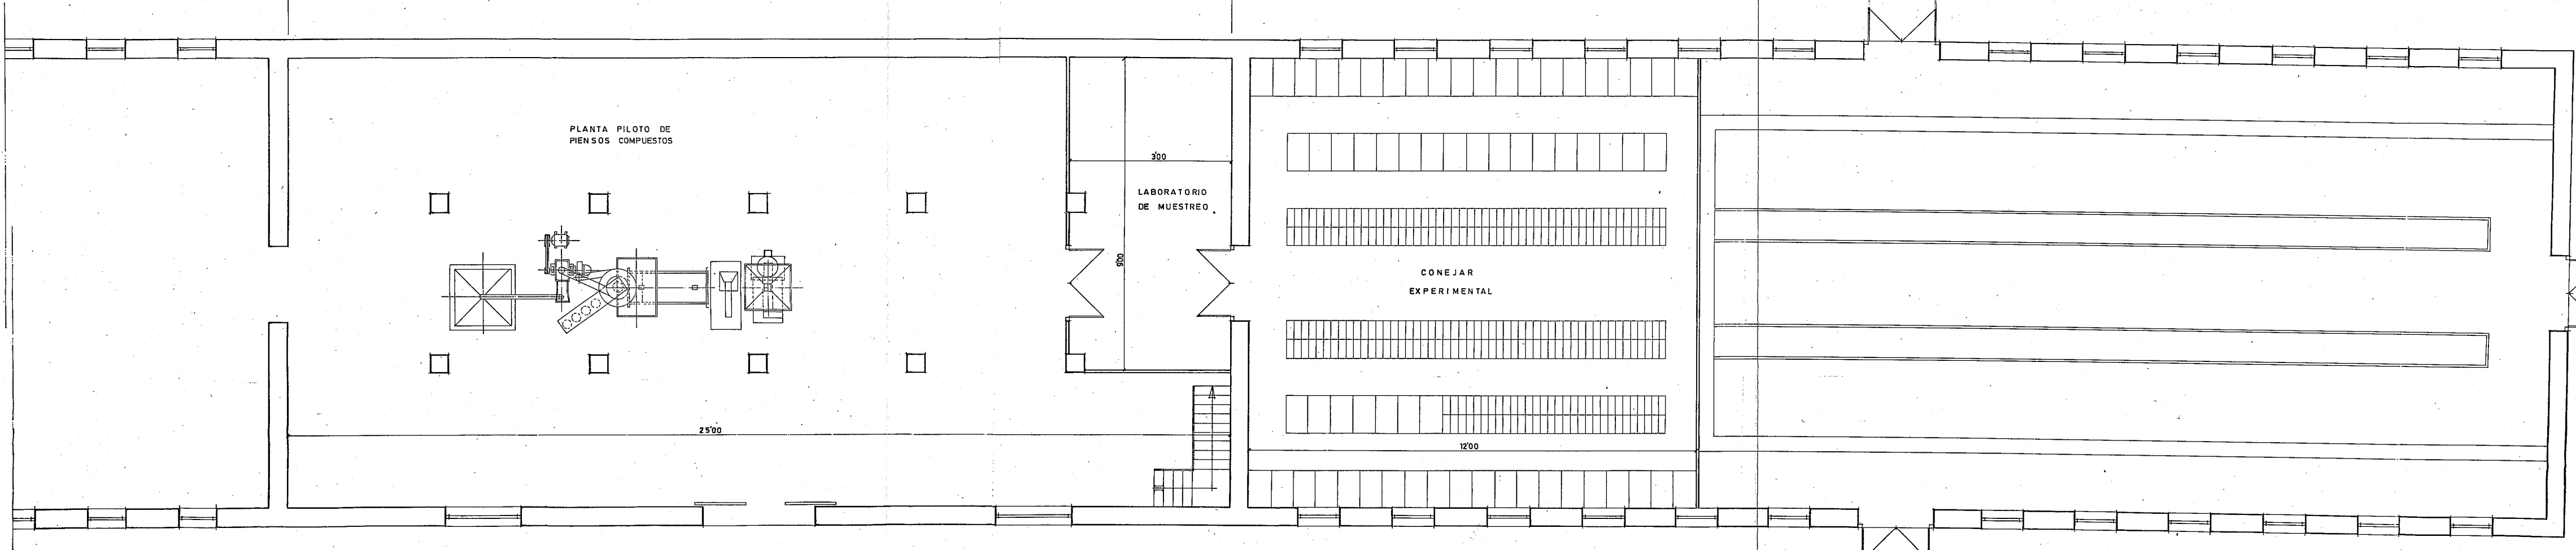 PLANTA PILOTO DE
PIENSOS COMPUESTOS
3'00
LABORATORIO
DE MUESTREO
9'00
CONEJAR
EXPERIMENTAL
25'00
12'00